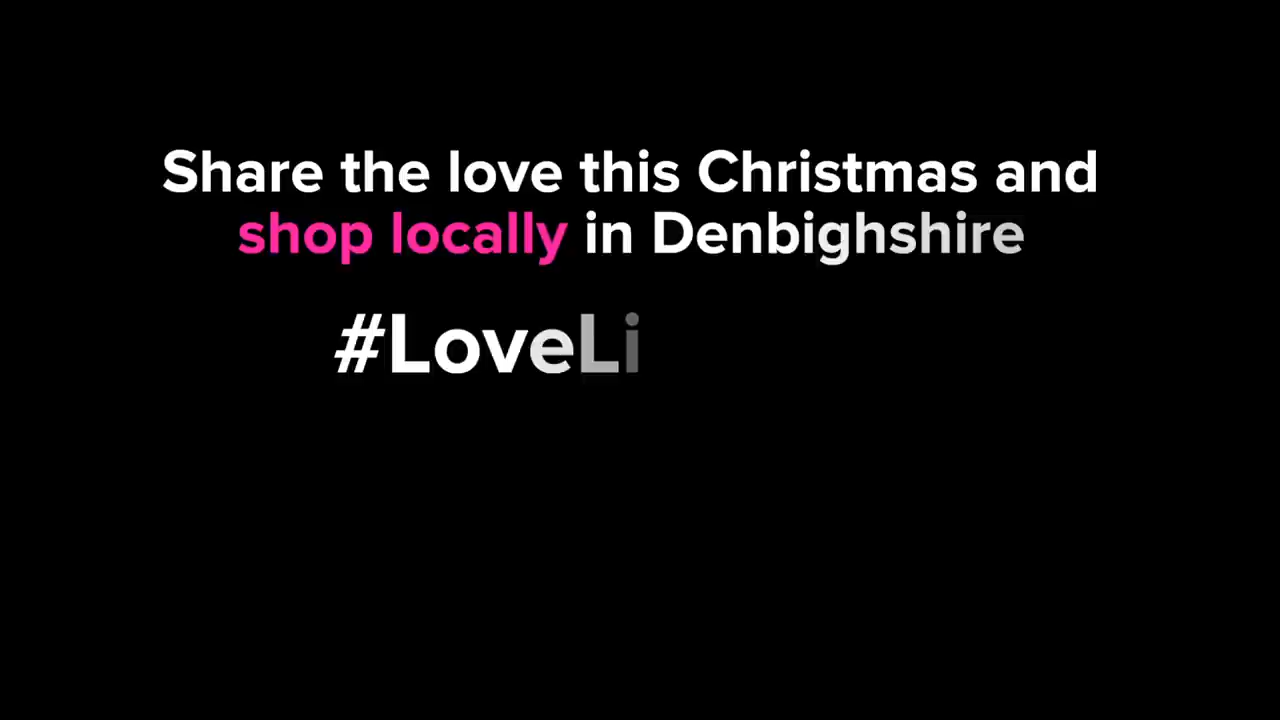 Share the love this Christmas and
shop locally in Denbighshire
#LoveLi